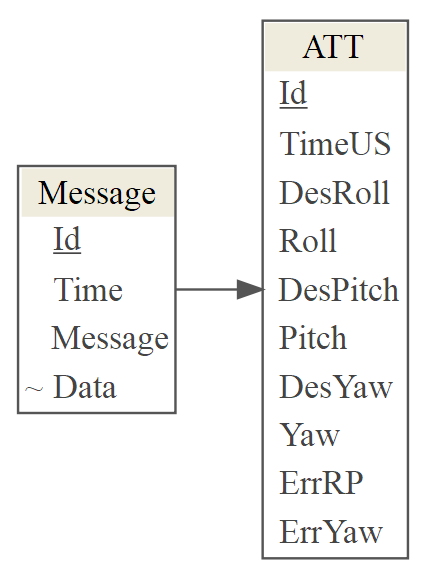 Message
Id
Time
Message
~ Data
ATT
Id
TimeUS
DesRoll
Roll
DesPitch
Pitch
DesYaw
Yaw
ErrRP
ErrYaw